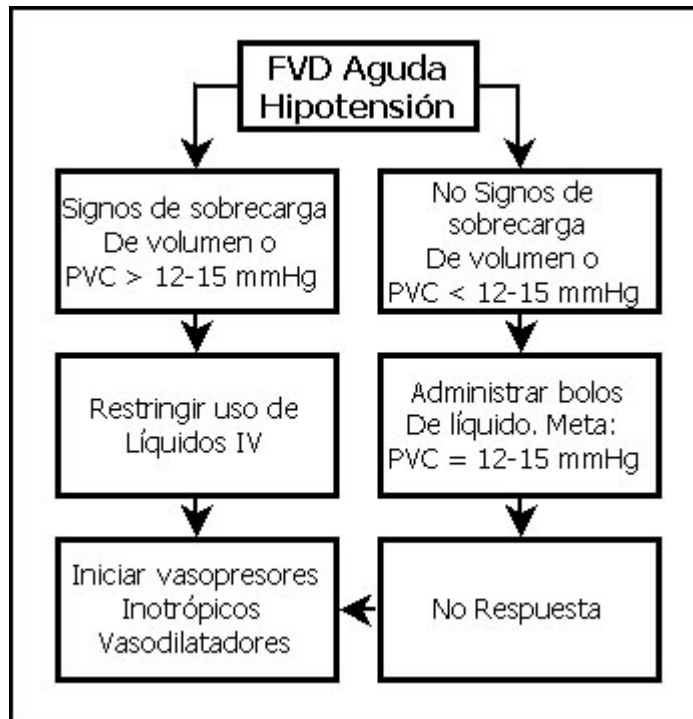 FVD Aguda
Hipotensión
Signos de sobrecarga
De volumen o
PVC > 12-15 mmHg
No Signos de
sobrecarga
De volumen o
PVC < 12-15 mmHg
Restringir uso de
Líquidos IV
Administrar bolos
De líquido. Meta:
PVC = 12-15 mmHg
Iniciar vasopresores
Inotrópicos
Vasodilatadores
No Respuesta